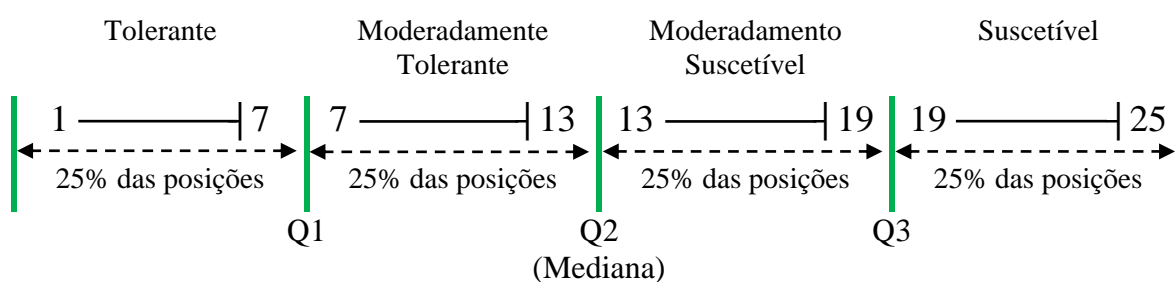 Tolerante
Moderadamente
Tolerante
Moderadamento
Suscetível
Suscetível
1 7 7 13 13 19 19 25
25% das posições 25% das posições 25% das posições 25% das posições
Q1 Q2 Q3
(Mediana)